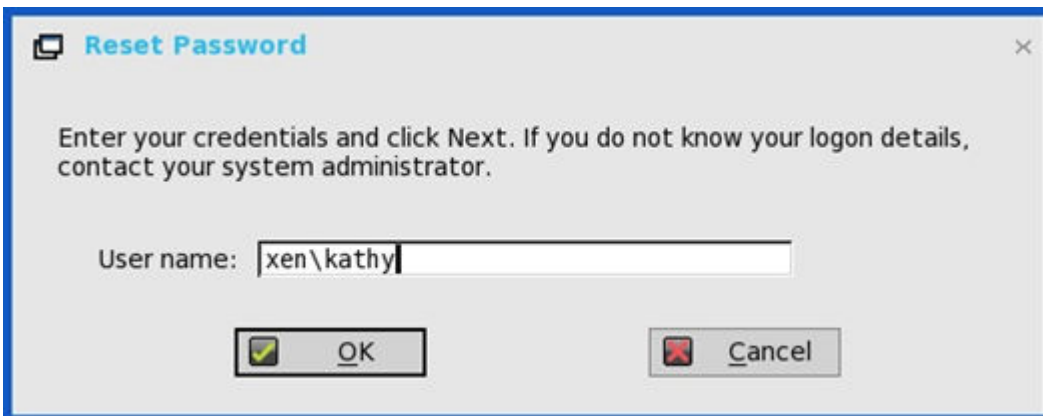 Reset Password
Enter your credentials and click Next. If you do not know your logon details,
contact your system administrator.
User name: xen\kathy
OK Cancel